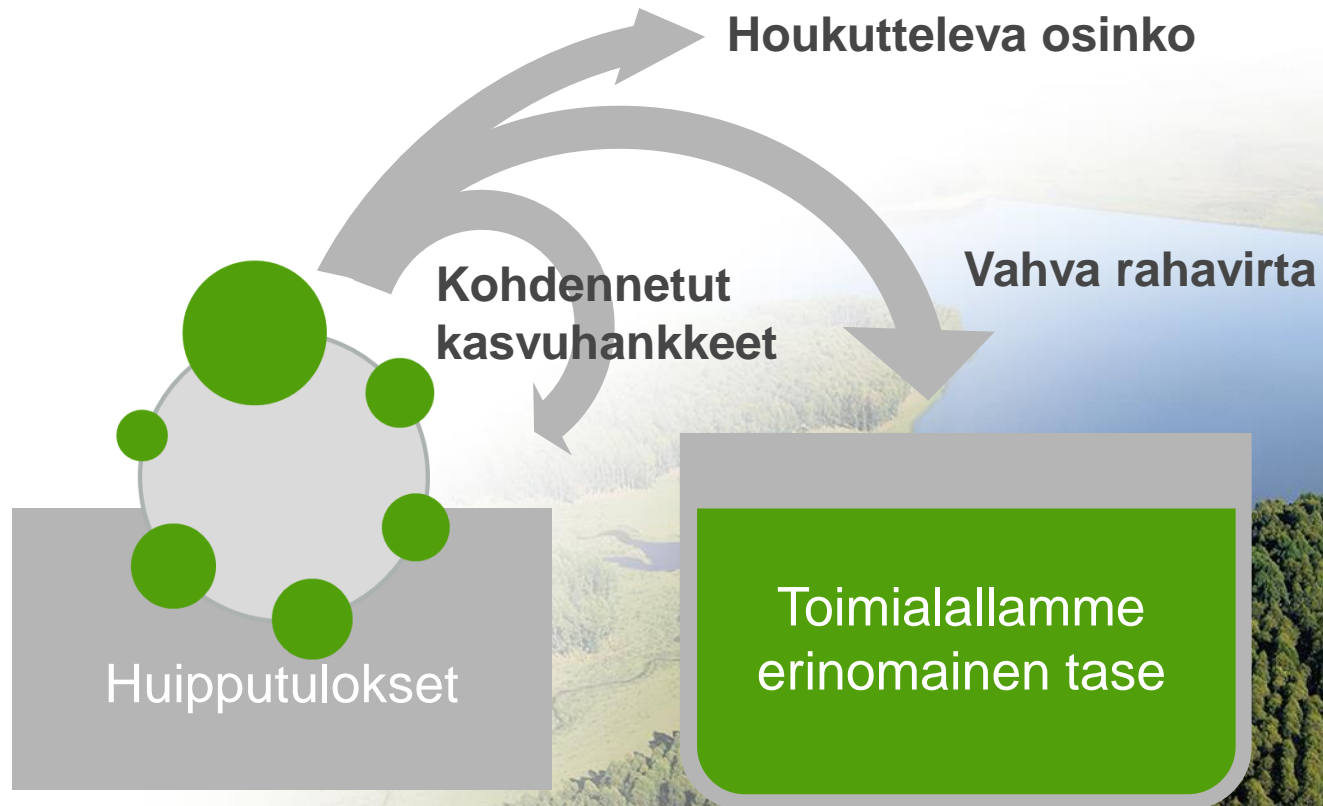 Houkutteleva osinko
Vahva rahavirta
Kohdennetut
kasvuhankkeet
Huipputulokset
Toimialallamme
erinomainen tase